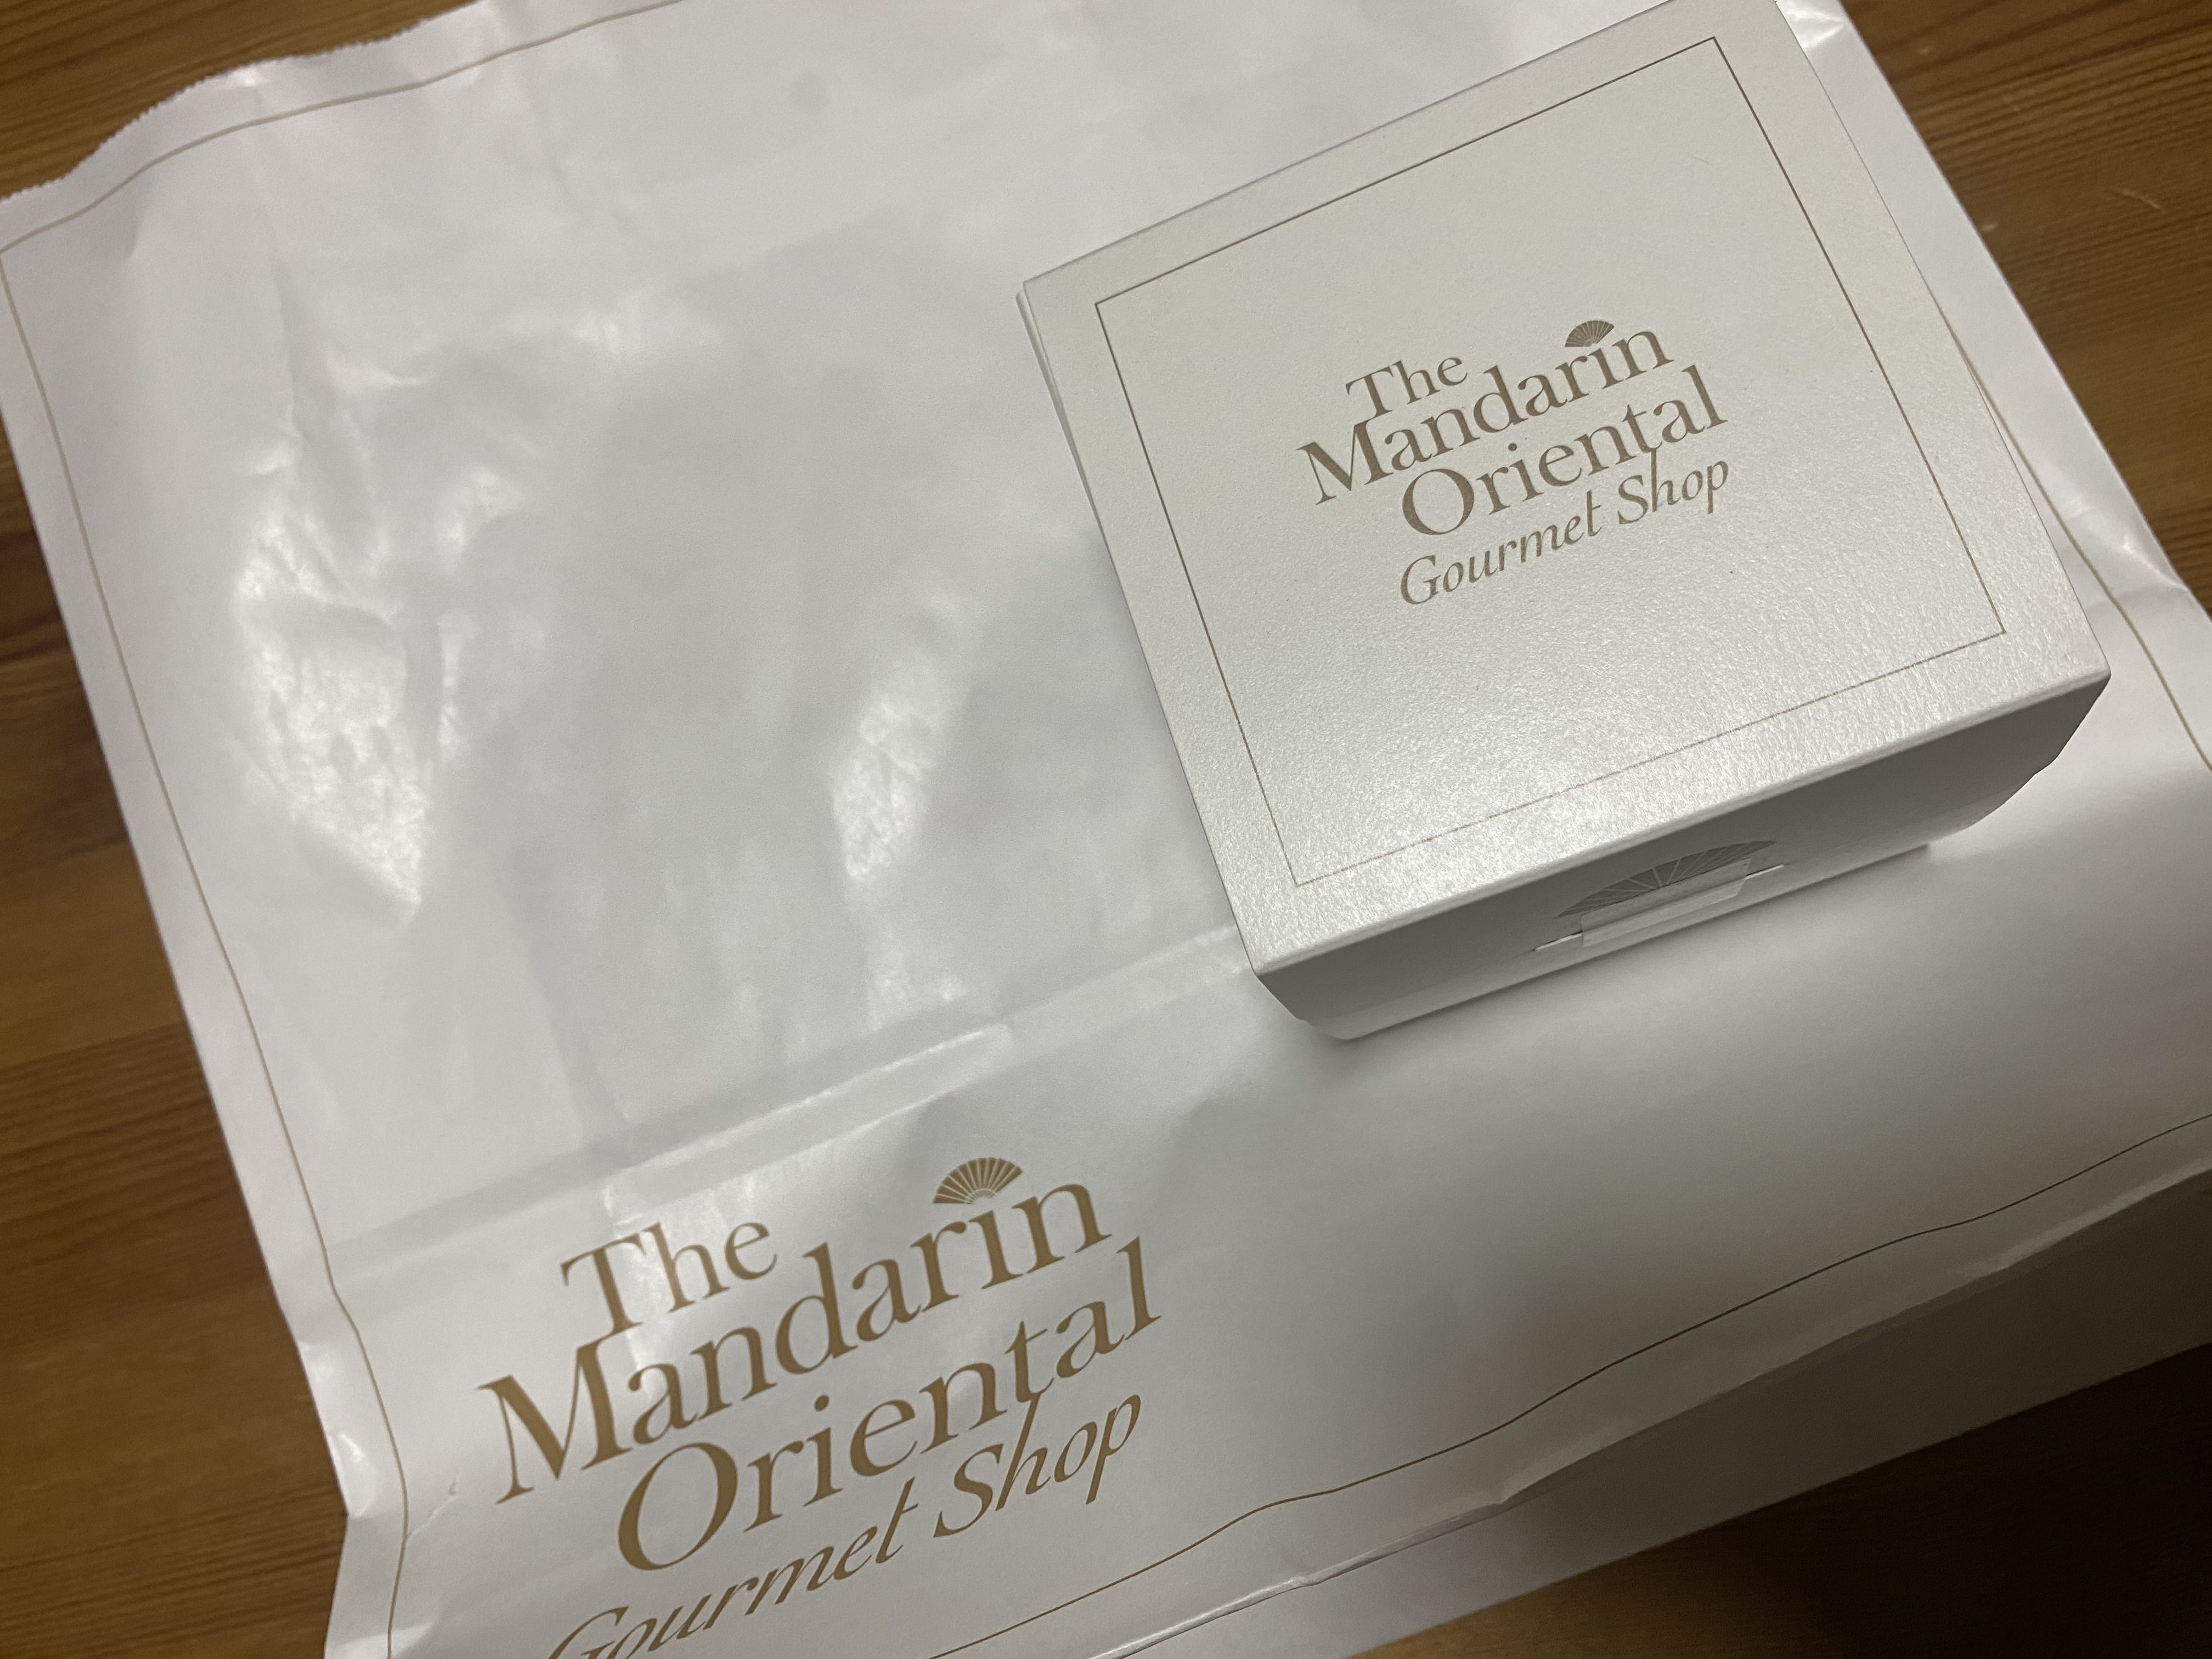 The
Mandarin
Oriental
Gourmet Shop
The
Mandarin
Oriental
Gourmet Shop